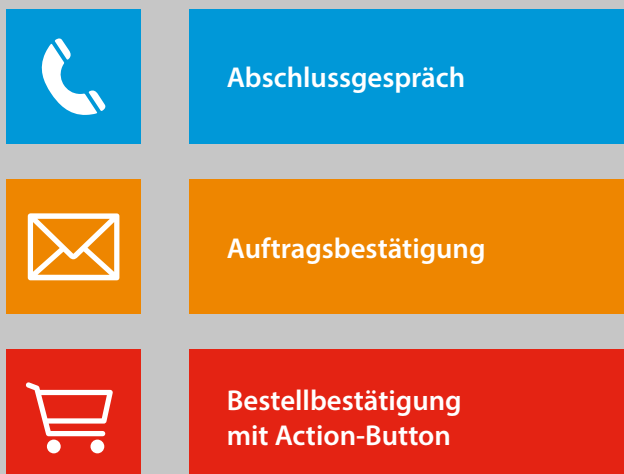 Abschlussgespräch
Auftragsbestätigung
Bestellbestätigung
mit Action-Button